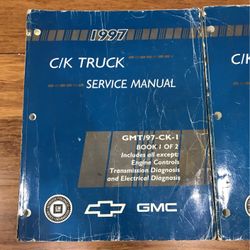 1997
C/K TRUCK
SERVICE MANUAL
GMT/97-CK-1
BOOK 1 OF 2
Includes all except:
Engine Controls
Transmission Diagnosis
and Electrical Diagnosis
GMC
C/K